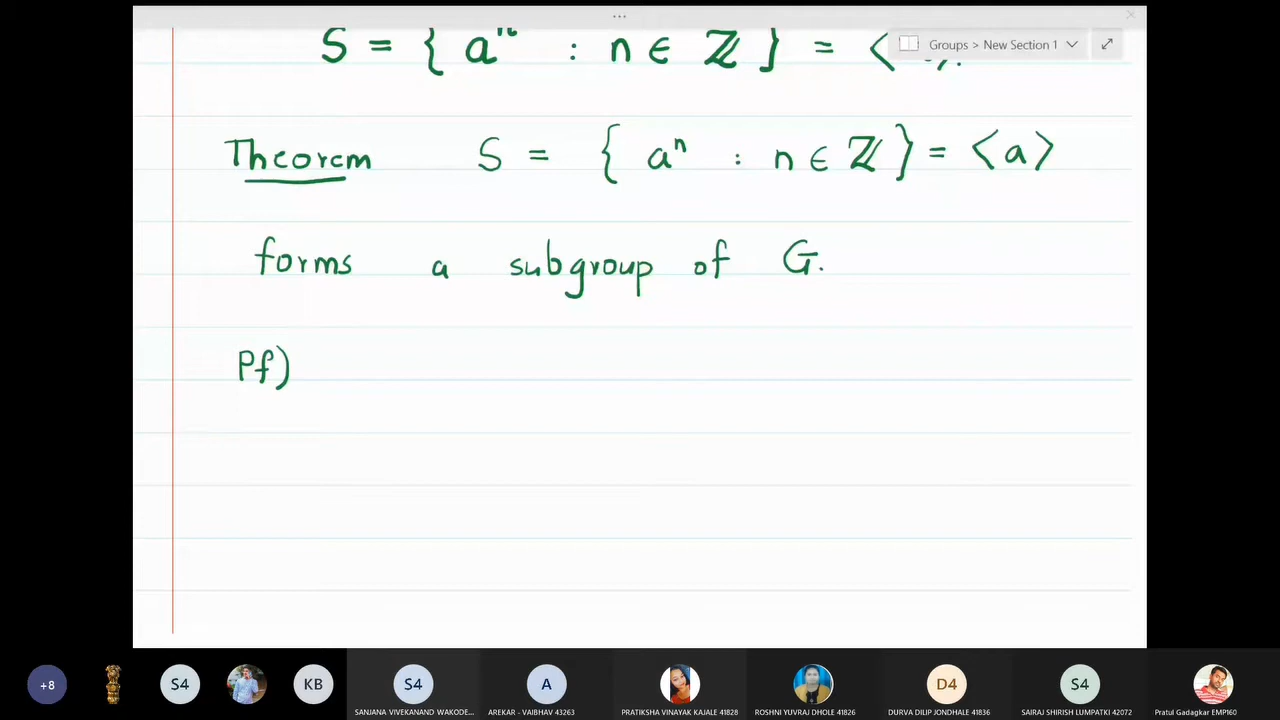 S = { aⁿ : n ∈ ℤ } = <
Groups > New Section 1
Theorem S = { aⁿ : n ∈ ℤ } = <a>
forms a subgroup of G.
Pf)
+8 S4 KB S4 A D4 S4
SANJANA VIVEKANAND WAKODE... AREKAR - VAIBHAV 43263 PRATIKSHA VINAYAK KAJALE 41828 ROSHNI YUVRAJ DHOLE 41826 DURVA DILIP JONDHALE 41836 SAIRAJ SHIRISH LUMPATKI 42072 Pratul Gadagkar EMP160